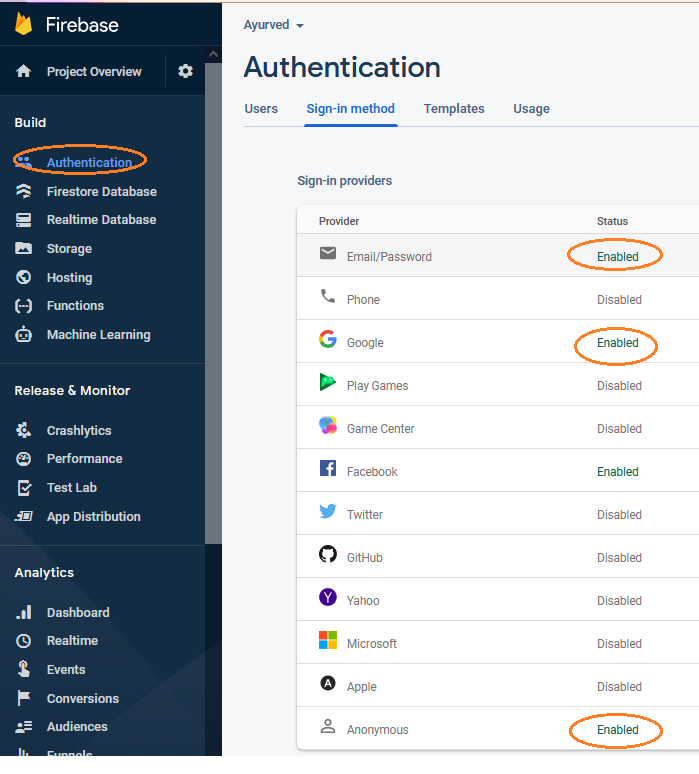 Firebase
Project Overview
Build
Authentication
Firestore Database
Realtime Database
Storage
Hosting
Functions
Machine Learning
Release & Monitor
Crashlytics
Performance
Test Lab
App Distribution
Analytics
Dashboard
Realtime
Events
Conversions
Audiences
Funnels
Ayurved
Authentication
Users Sign-in method Templates Usage
Sign-in providers
Provider Status
Email/Password Enabled
Phone Disabled
Google Enabled
Play Games Disabled
Game Center Disabled
Facebook Enabled
Twitter Disabled
GitHub Disabled
Yahoo Disabled
Microsoft Disabled
Apple Disabled
Anonymous Enabled